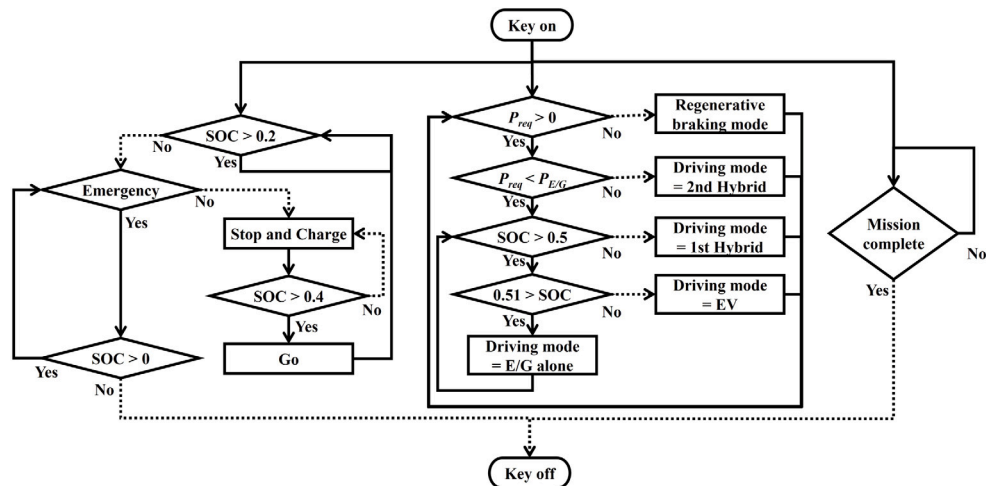 Key on
SOC > 0.2
No
Yes
Emergency
No
Yes
Stop and Charge
SOC > 0.4
No
Yes
Go
SOC > 0
Yes
No
P_req > 0
No
Yes
Regenerative
braking mode
P_req < P_E/G
No
Yes
Driving mode
= 2nd Hybrid
SOC > 0.5
No
Yes
Driving mode
= 1st Hybrid
0.51 > SOC
No
Yes
Driving mode
= EV
Driving mode
= E/G alone
Mission
complete
No
Yes
Key off